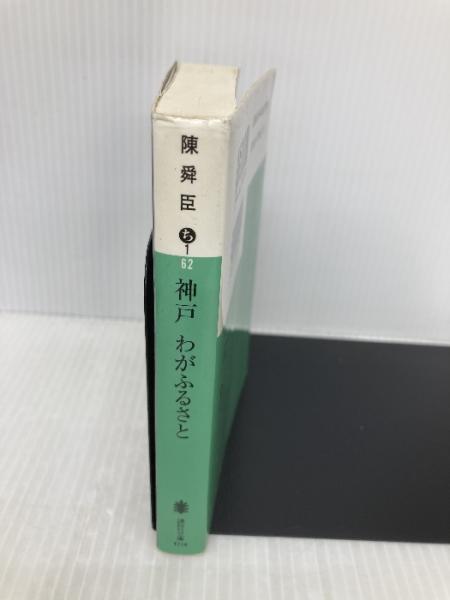 陳舜臣
ち
1
62
神戸 わがふるさと